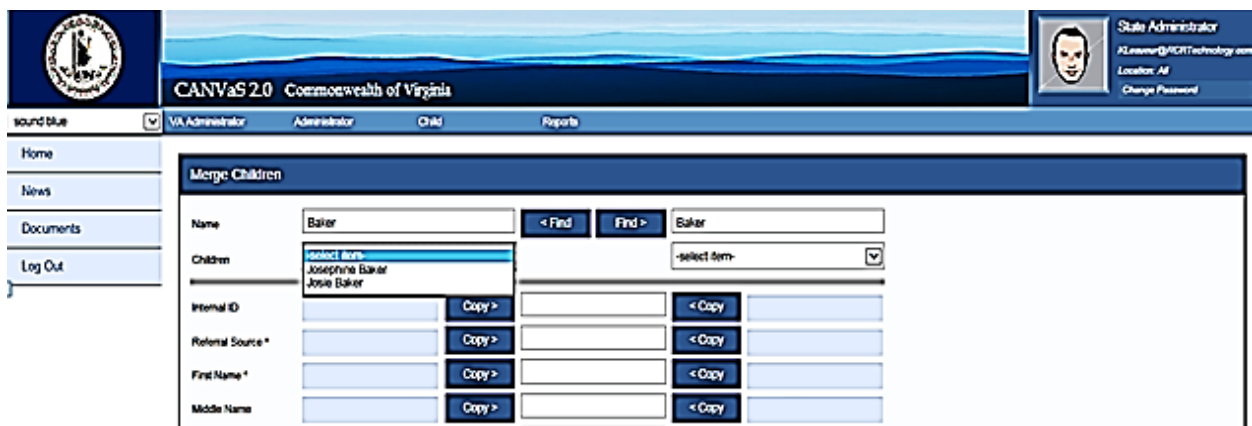 State Administrator
Location: All
Change Password
CANVaS 2.0 Commonwealth of Virginia
sound blue
VA Administrator Administrator Child Reports
Home
News
Documents
Log Out
Merge Children
Name Baker < Find Find > Baker
Children -select item- -select item-
Josephine Baker
Josie Baker
Internal ID Copy > < Copy
Referral Source * Copy > < Copy
First Name * Copy > < Copy
Middle Name Copy > < Copy